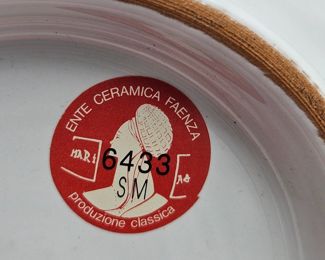 ENTE CERAMICA FAENZA
6433
SM
produzione classica